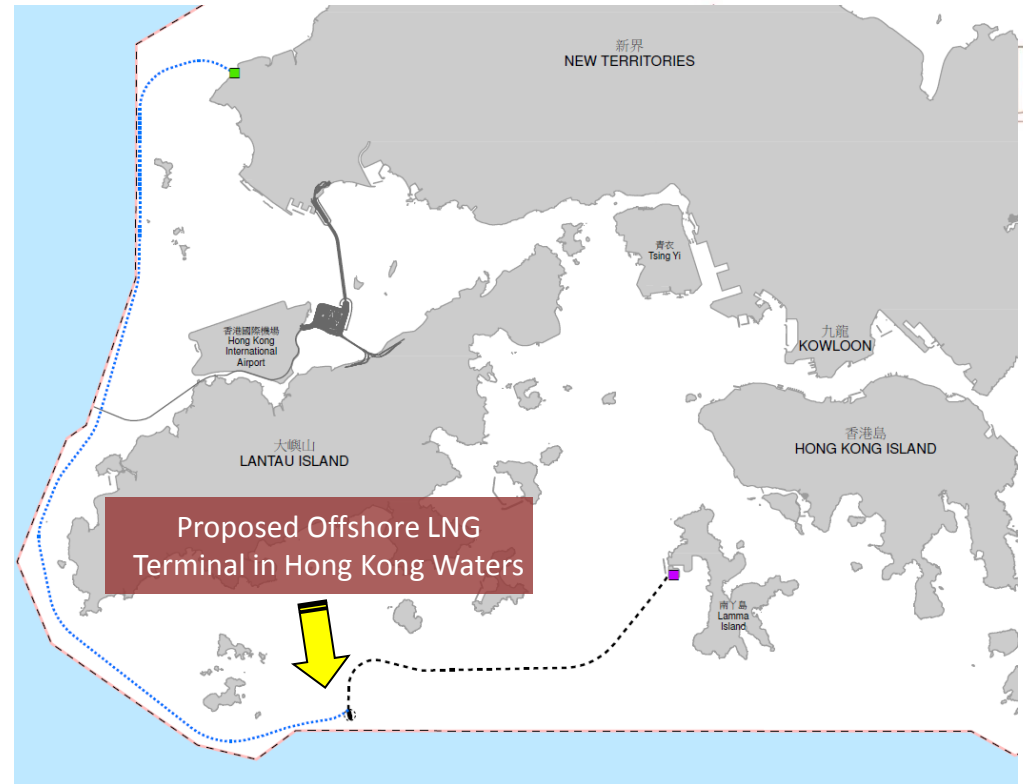 新界
NEW TERRITORIES
青衣
Tsing Yi
香港國際機場
Hong Kong
International
Airport
九龍
KOWLOON
大嶼山
LANTAU ISLAND
香港島
HONG KONG ISLAND
Proposed Offshore LNG
Terminal in Hong Kong Waters
南丫島
Lamma
Island